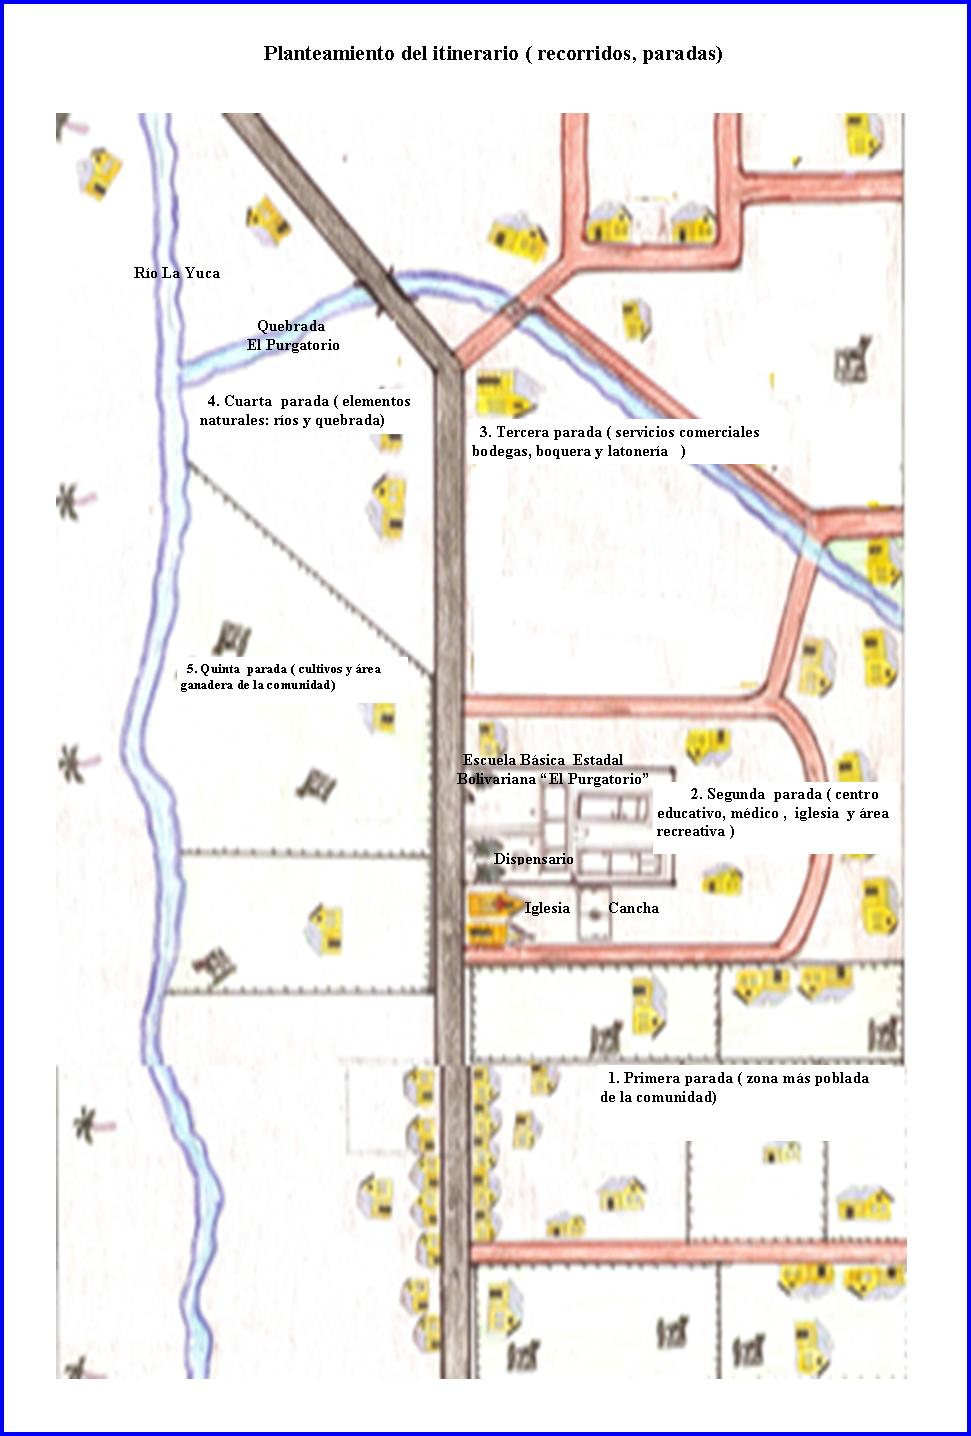 Planteamiento del itinerario ( recorridos, paradas)
Río La Yuca
Quebrada
El Purgatorio
4. Cuarta parada ( elementos
naturales: ríos y quebrada)
3. Tercera parada ( servicios comerciales
bodegas, boquera y latonería )
5. Quinta parada ( cultivos y área
ganadera de la comunidad)
Escuela Básica Estadal
Bolivariana “El Purgatorio”
2. Segunda parada ( centro
educativo, médico , iglesia y área
recreativa )
Dispensario
Iglesia
Cancha
1. Primera parada ( zona más poblada
de la comunidad)